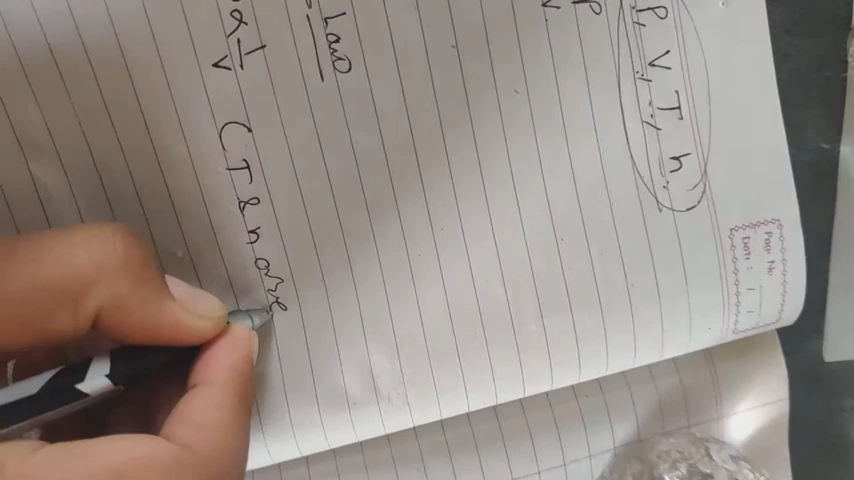 Page No
Date: / /
P, V, T, n
P
V
s Law
α 1/V (T & n are